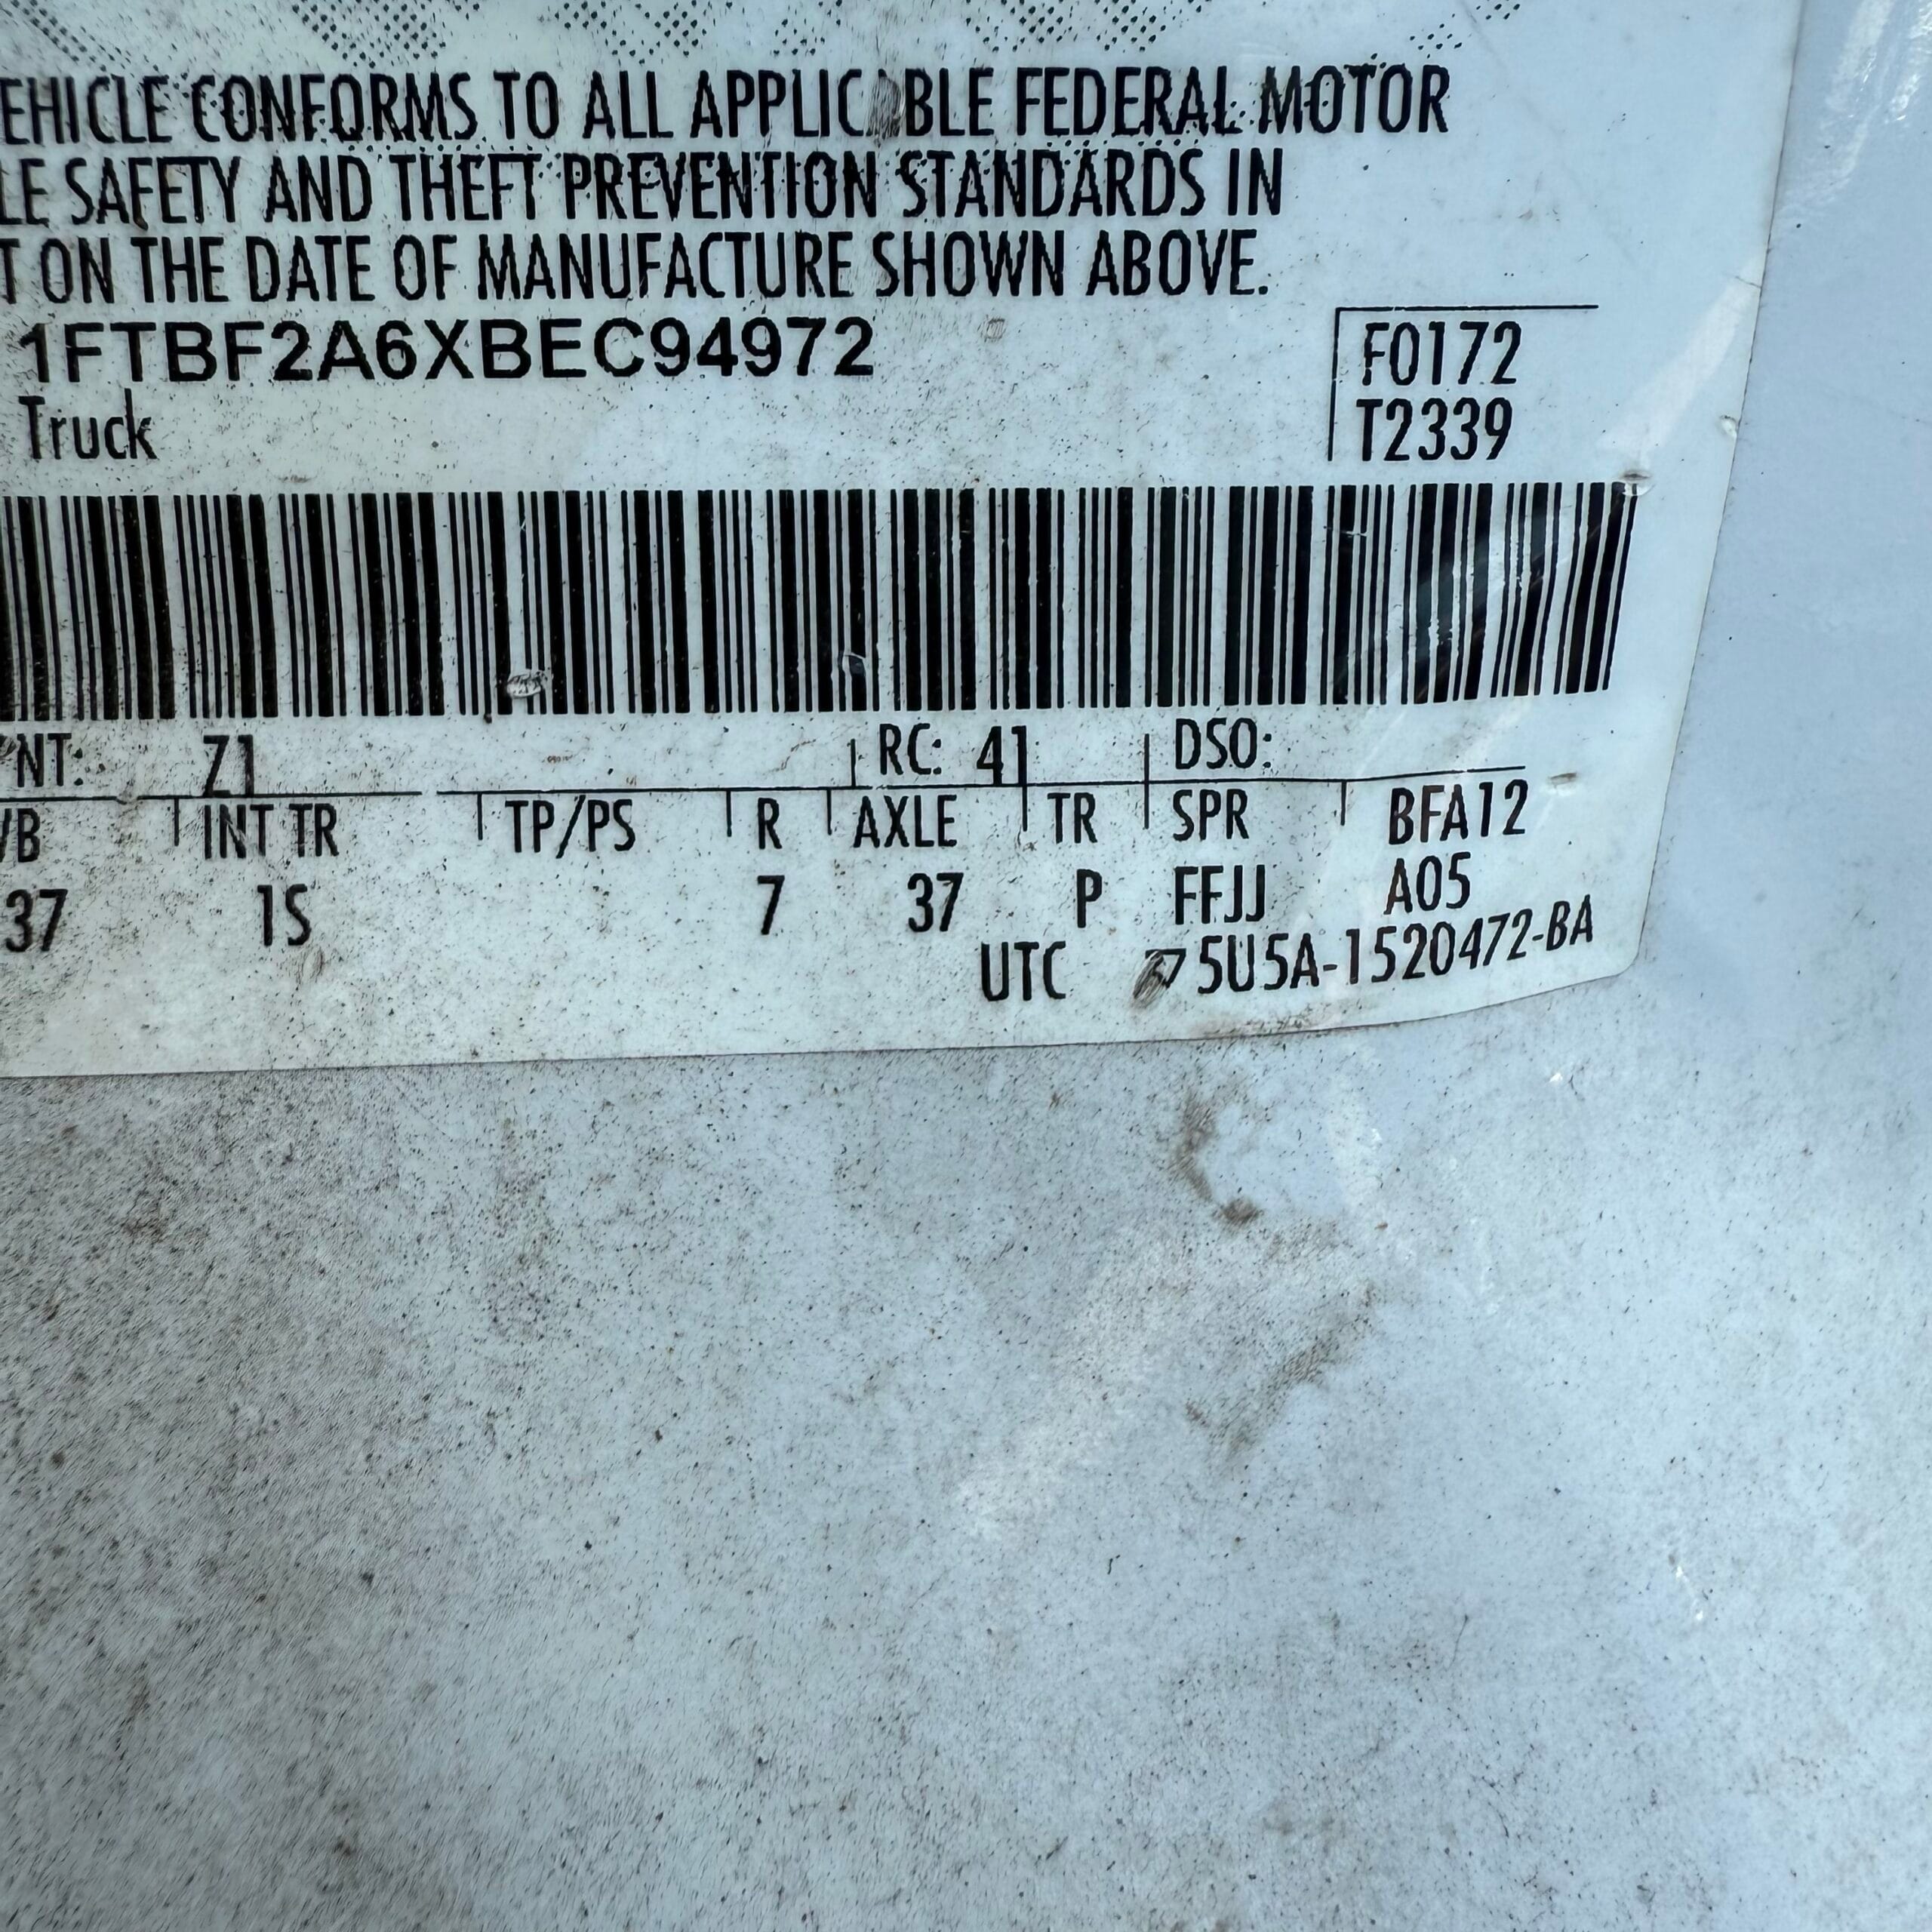 EHICLE CONFORMS TO ALL APPLICABLE FEDERAL MOTOR
LE SAFETY AND THEFT PREVENTION STANDARDS IN
T ON THE DATE OF MANUFACTURE SHOWN ABOVE.
1FTBF2A6XBEC94972
F0172
Truck
T2339
NT: Z1 RC: 41 DSO:
WB INT TR TP/PS R AXLE TR SPR BFA12
37 1S 7 37 P FFJJ A05
UTC 5U5A-1520472-BA